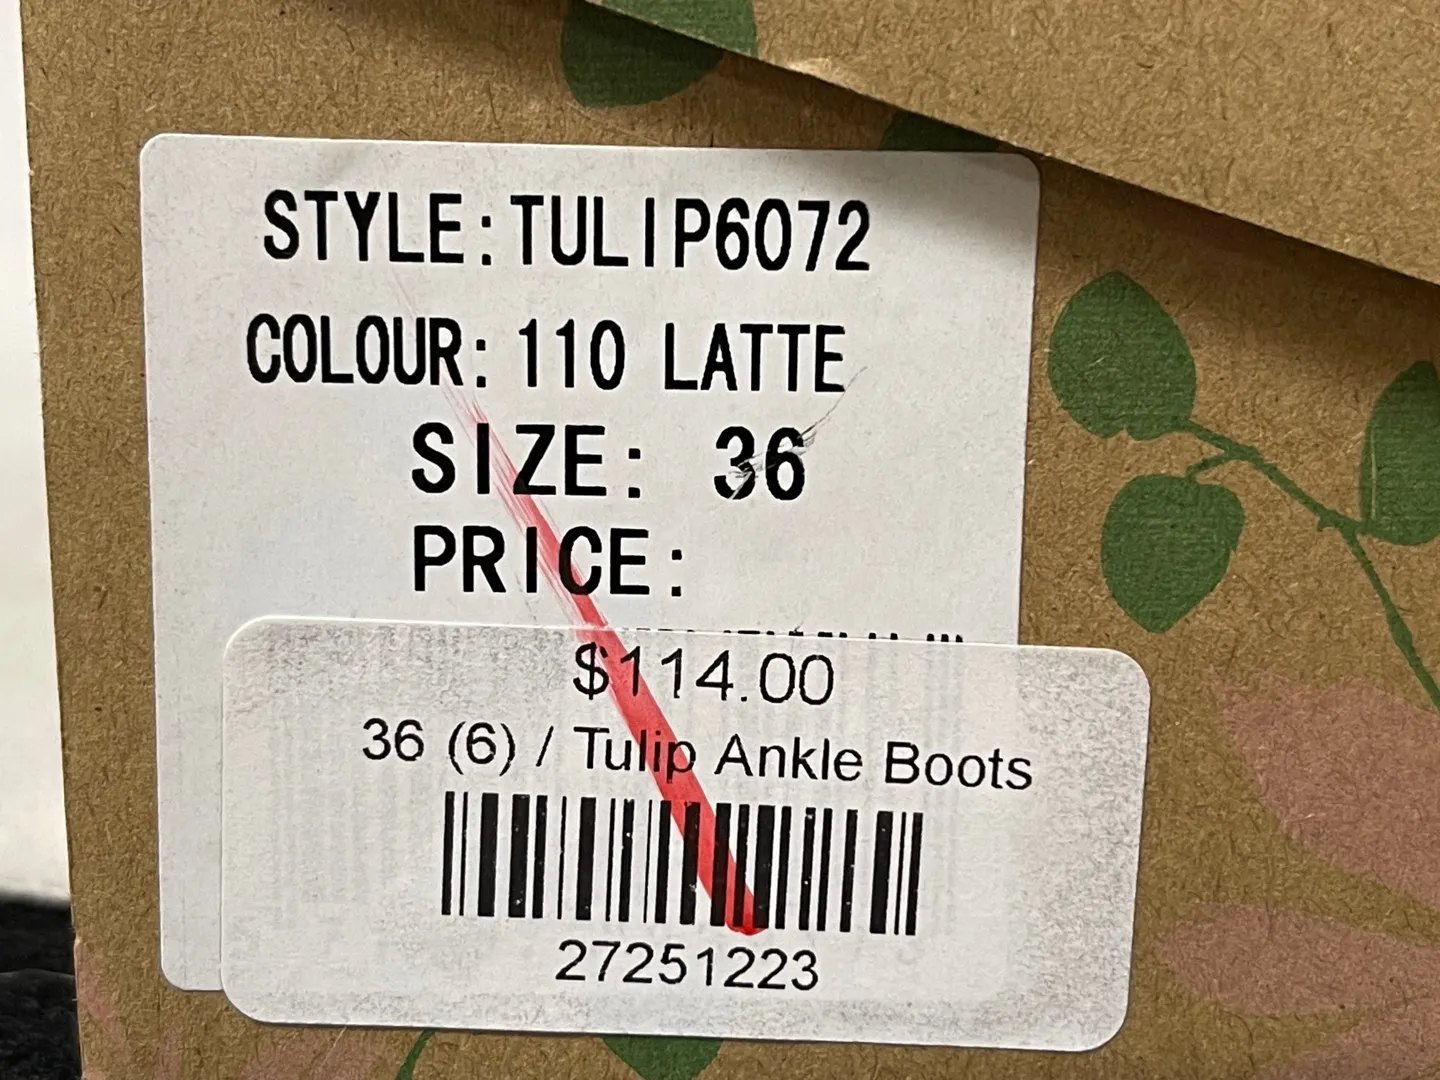 STYLE:TULIP6072
COLOUR: 110 LATTE
SIZE: 36
PRICE:
$114.00
36 (6) / Tulip Ankle Boots
27251223